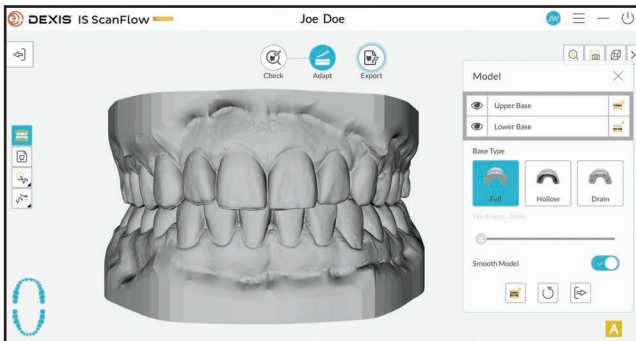 DEXIS IS ScanFlow
Joe Doe
JW
Check
Adapt
Export
Model
Upper Base
Lower Base
Base Type
Full
Hollow
Drain
Thickness: 2mm
Smooth Model
A